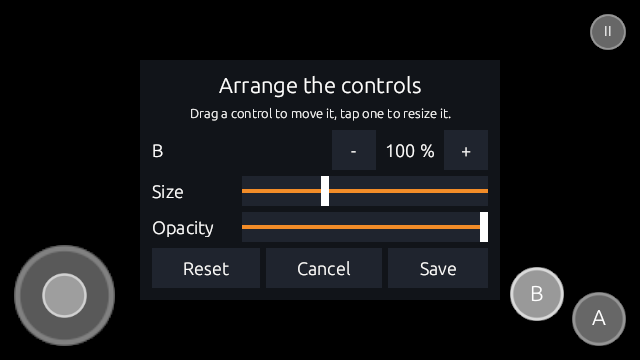 II
Arrange the controls
Drag a control to move it, tap one to resize it.
B - 100 % +
Size
Opacity
Reset Cancel Save
B
A